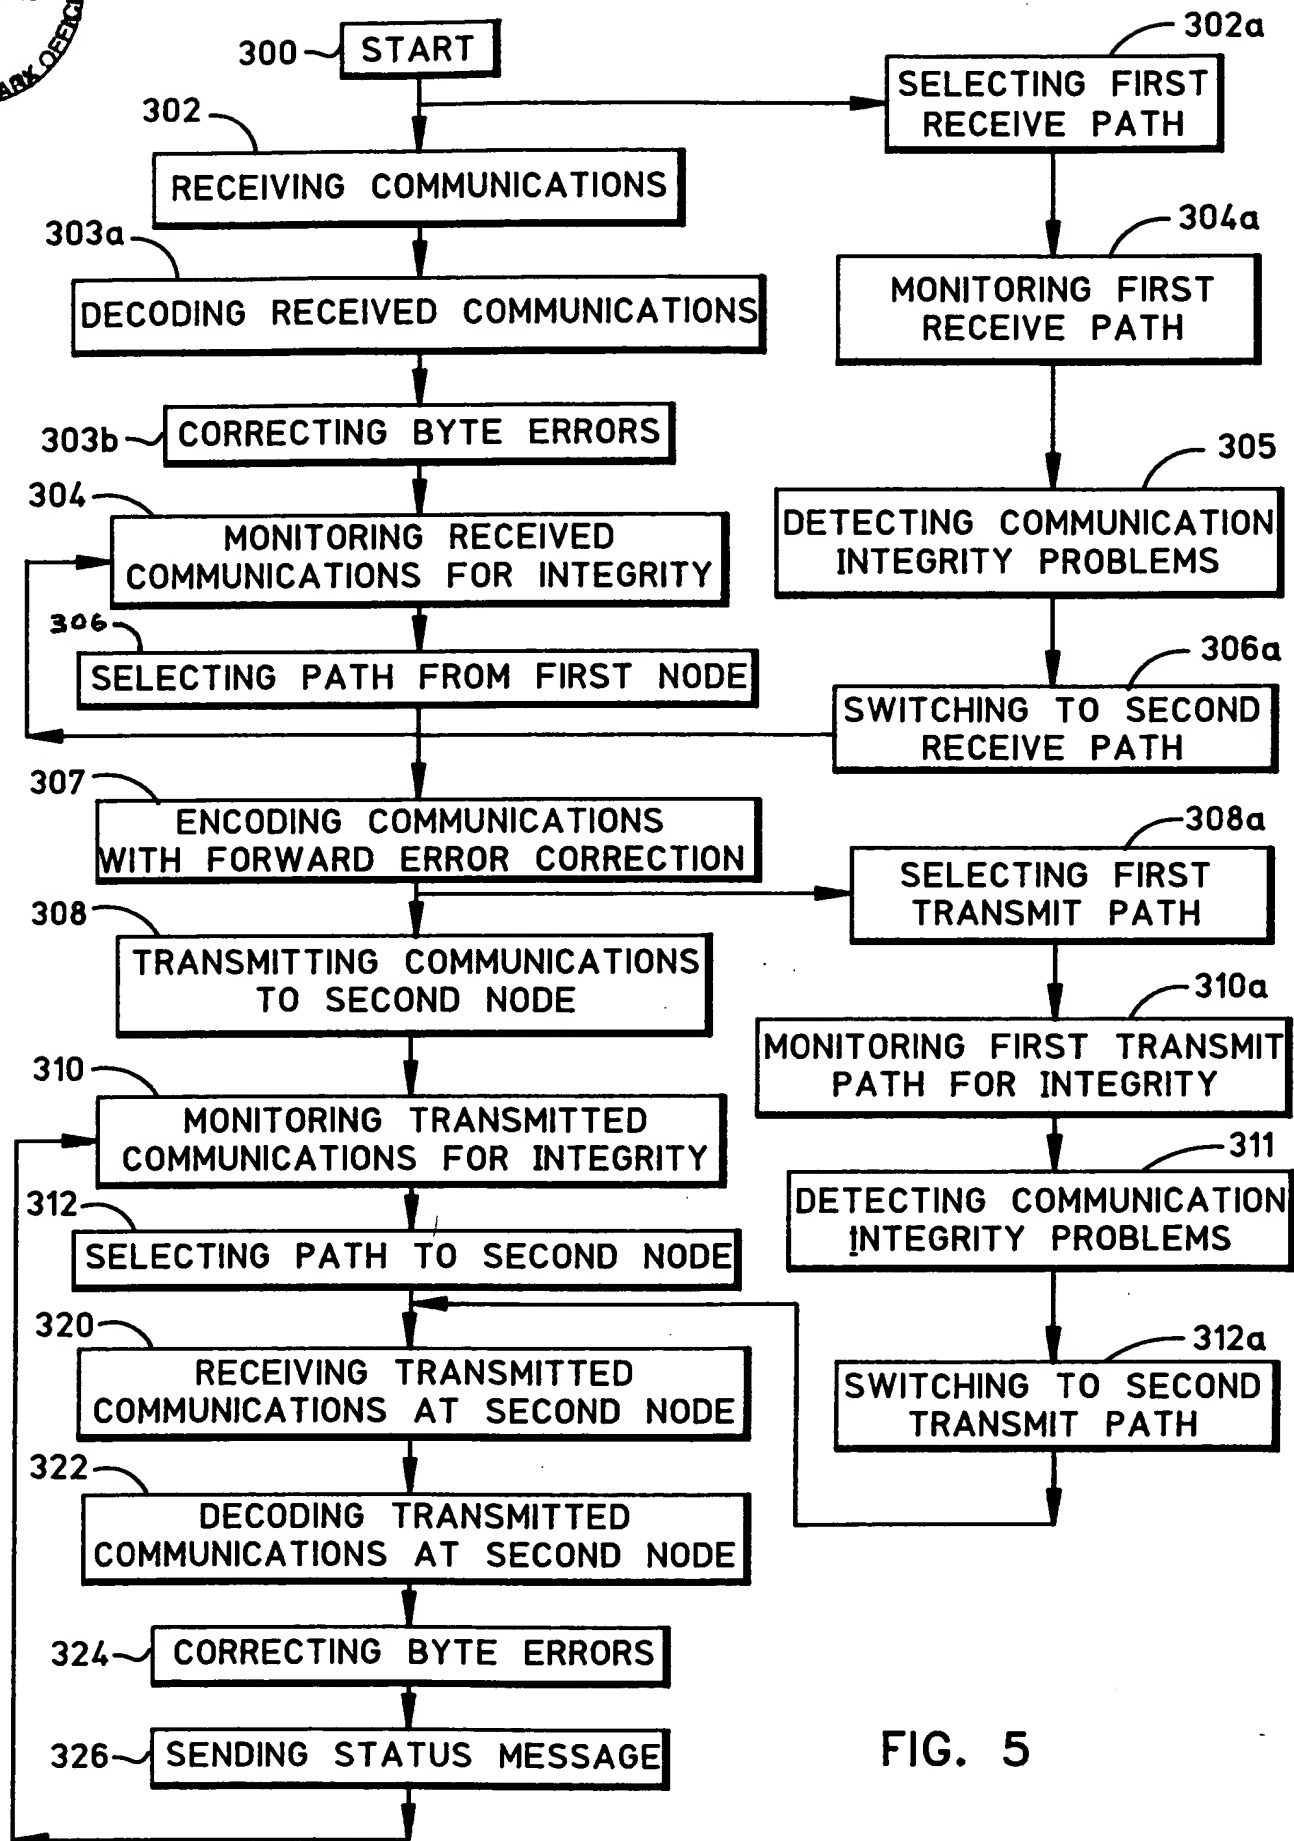 ARK OFFIC
300
START
302a
SELECTING FIRST
RECEIVE PATH
302
RECEIVING COMMUNICATIONS
303a
DECODING RECEIVED COMMUNICATIONS
304a
MONITORING FIRST
RECEIVE PATH
303b
CORRECTING BYTE ERRORS
305
DETECTING COMMUNICATION
INTEGRITY PROBLEMS
304
MONITORING RECEIVED
COMMUNICATIONS FOR INTEGRITY
306
SELECTING PATH FROM FIRST NODE
306a
SWITCHING TO SECOND
RECEIVE PATH
307
ENCODING COMMUNICATIONS
WITH FORWARD ERROR CORRECTION
308a
SELECTING FIRST
TRANSMIT PATH
308
TRANSMITTING COMMUNICATIONS
TO SECOND NODE
310a
MONITORING FIRST TRANSMIT
PATH FOR INTEGRITY
310
MONITORING TRANSMITTED
COMMUNICATIONS FOR INTEGRITY
311
DETECTING COMMUNICATION
INTEGRITY PROBLEMS
312
SELECTING PATH TO SECOND NODE
320
RECEIVING TRANSMITTED
COMMUNICATIONS AT SECOND NODE
312a
SWITCHING TO SECOND
TRANSMIT PATH
322
DECODING TRANSMITTED
COMMUNICATIONS AT SECOND NODE
324
CORRECTING BYTE ERRORS
326
SENDING STATUS MESSAGE
FIG. 5